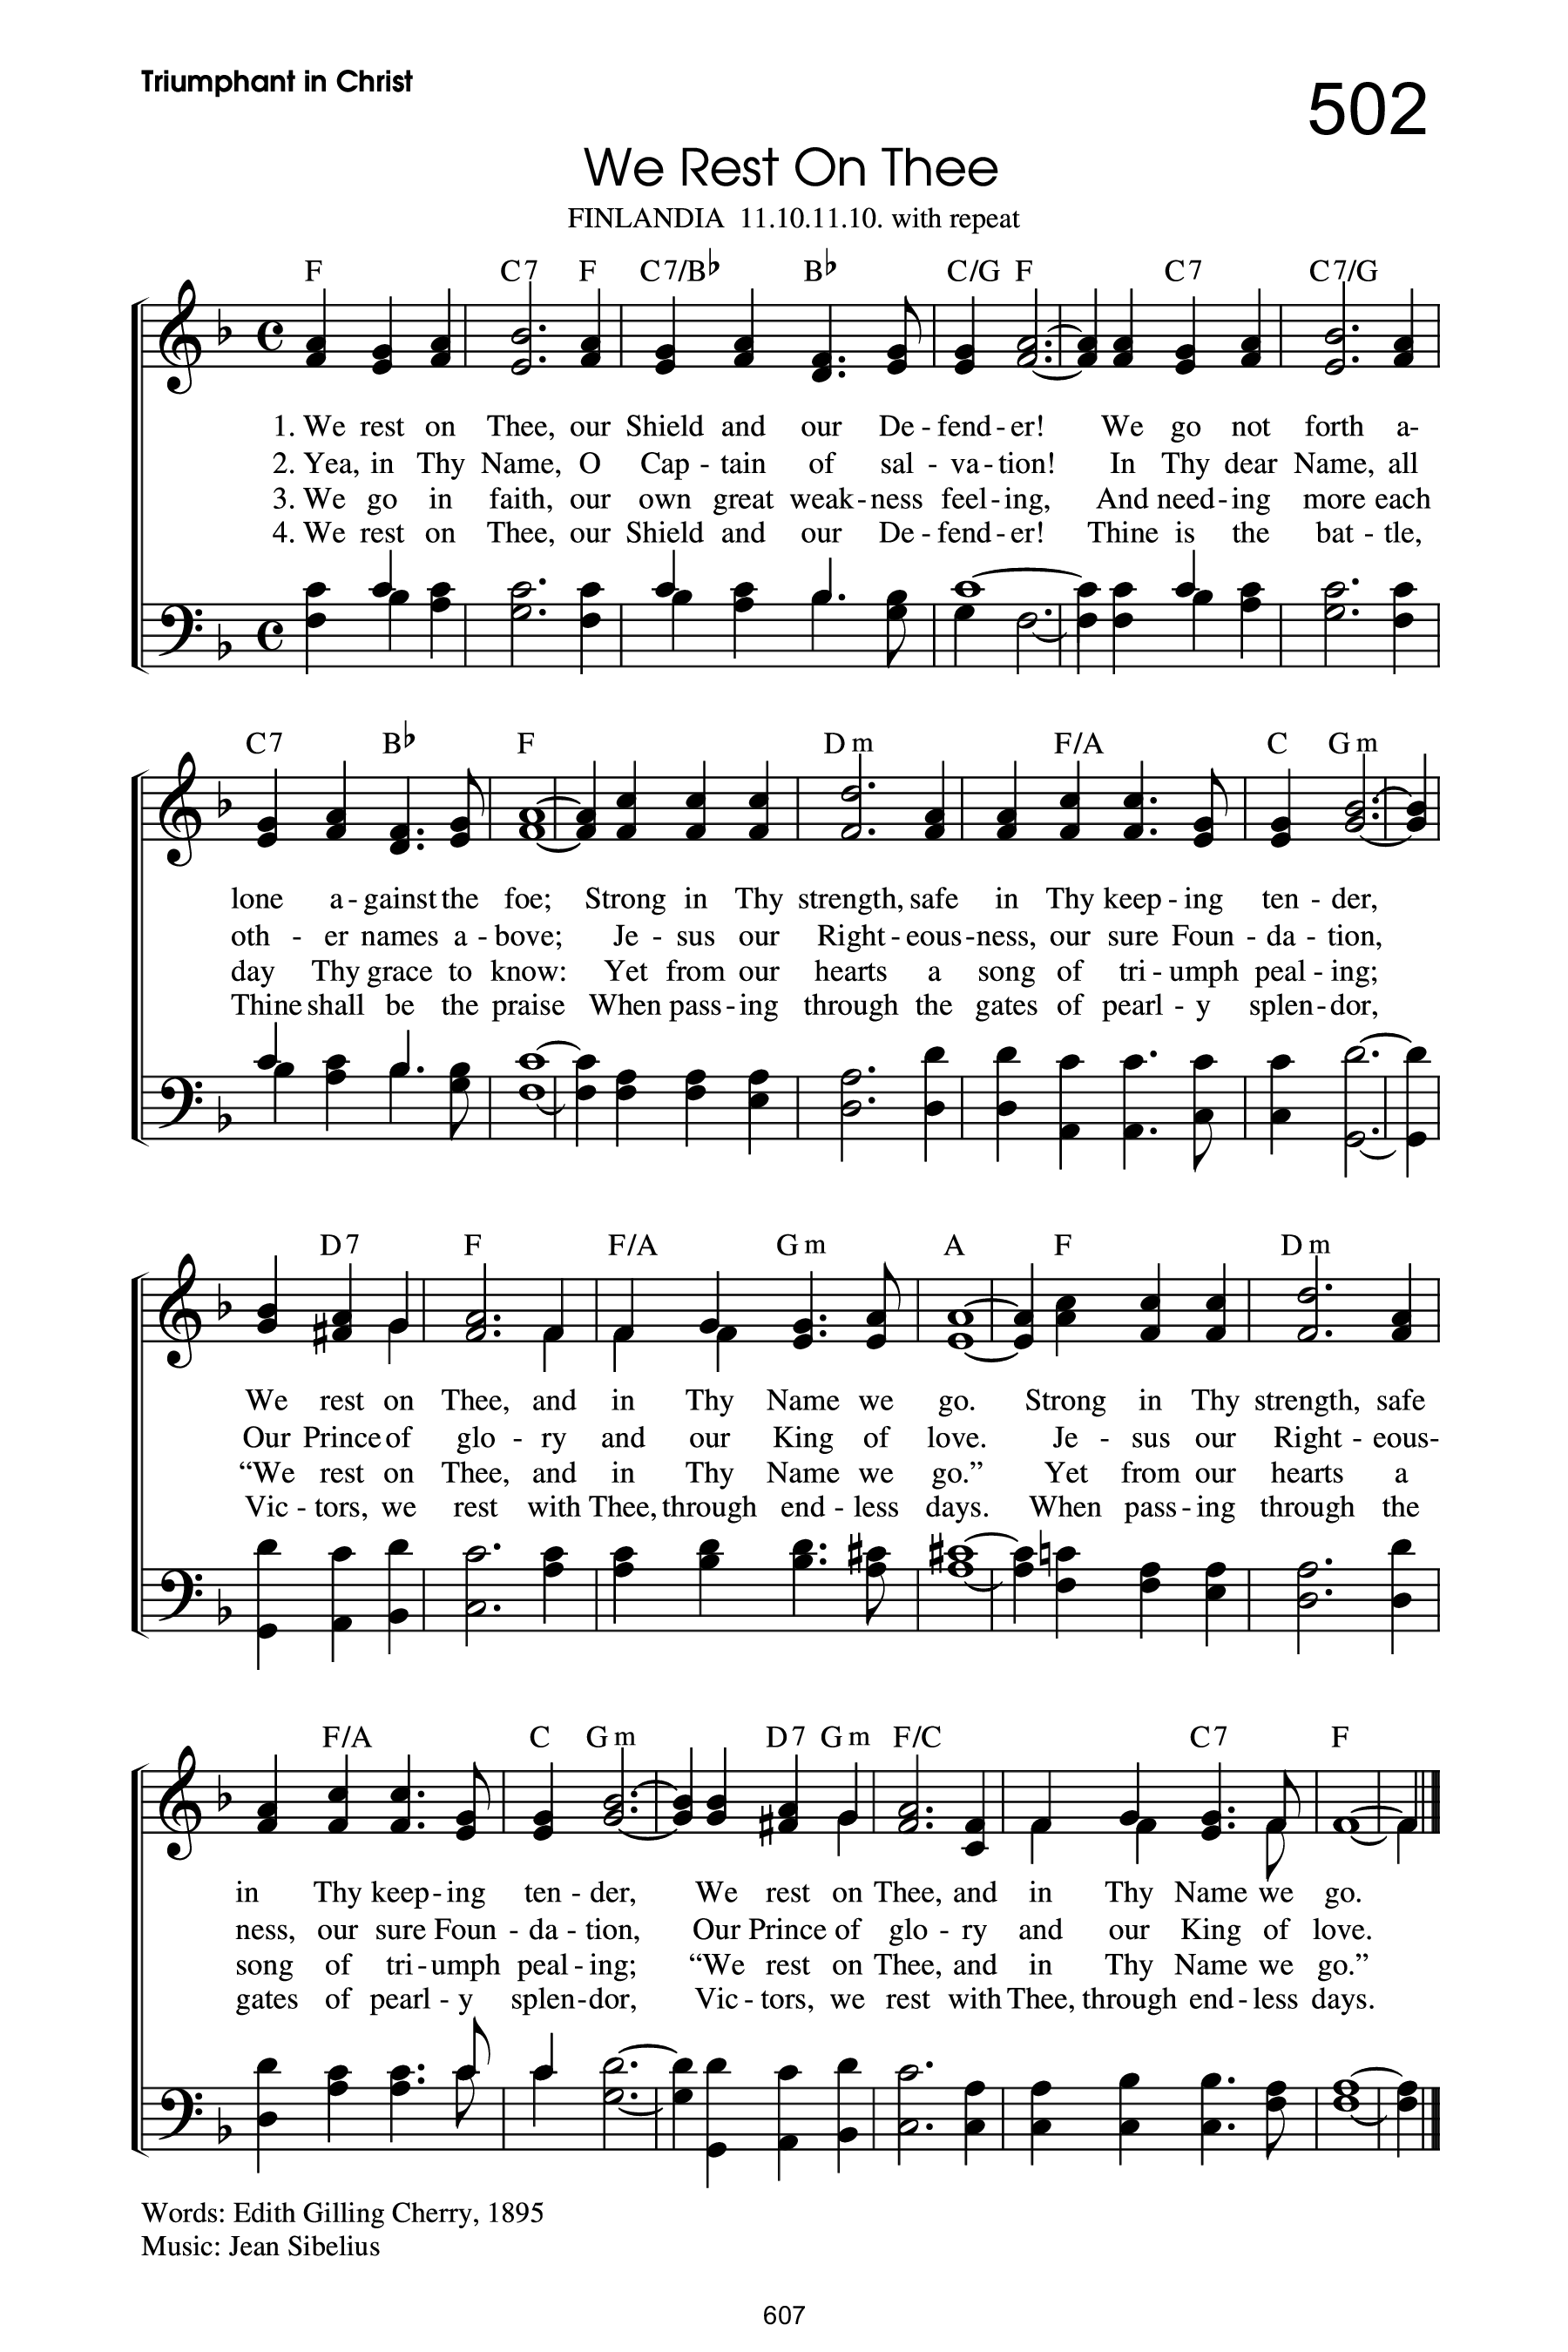 Triumphant in Christ
502
We Rest On Thee
FINLANDIA 11.10.11.10. with repeat
F C7 F C7/B♭ B♭ C/G F C7 C7/G
1. We rest on Thee, our Shield and our De - fend - er! We go not forth a-
2. Yea, in Thy Name, O Cap - tain of sal - va - tion! In Thy dear Name, all
3. We go in faith, our own great weak - ness feel - ing, And need - ing more each
4. We rest on Thee, our Shield and our De - fend - er! Thine is the bat - tle,
C7 B♭ F Dm F/A C Gm
lone a - gainst the foe; Strong in Thy strength, safe in Thy keep - ing ten - der,
oth - er names a - bove; Je - sus our Right - eous - ness, our sure Foun - da - tion,
day Thy grace to know: Yet from our hearts a song of tri - umph peal - ing;
Thine shall be the praise When pass - ing through the gates of pearl - y splen - dor,
D7 F F/A Gm A F Dm
We rest on Thee, and in Thy Name we go. Strong in Thy strength, safe
Our Prince of glo - ry and our King of love. Je - sus our Right - eous-
“We rest on Thee, and in Thy Name we go.” Yet from our hearts a
Vic - tors, we rest with Thee, through end - less days. When pass - ing through the
F/A C Gm D7 Gm F/C C7 F
in Thy keep - ing ten - der, We rest on Thee, and in Thy Name we go.
ness, our sure Foun - da - tion, Our Prince of glo - ry and our King of love.
song of tri - umph peal - ing; “We rest on Thee, and in Thy Name we go.”
gates of pearl - y splen - dor, Vic - tors, we rest with Thee, through end - less days.
Words: Edith Gilling Cherry, 1895
Music: Jean Sibelius
607